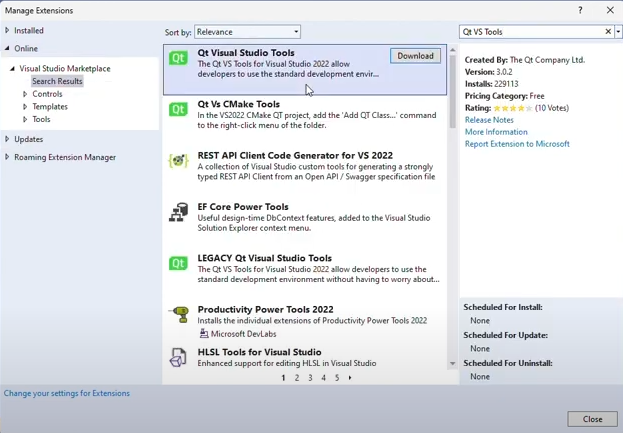 Manage Extensions
? ×
Installed
Online
Visual Studio Marketplace
Search Results
Controls
Templates
Tools
Updates
Roaming Extension Manager
Sort by: Relevance
Qt Visual Studio Tools
The Qt VS Tools for Visual Studio 2022 allow
developers to use the standard development envir...
Download
Qt Vs CMake Tools
In the VS2022 CMake QT project, add the 'Add QT Class...' command
to the right-click menu of the folder.
REST API Client Code Generator for VS 2022
A collection of Visual Studio custom tools for generating a strongly
typed REST API Client from an Open API / Swagger specification file
EF Core Power Tools
Useful design-time DbContext features, added to the Visual Studio
Solution Explorer context menu.
LEGACY Qt Visual Studio Tools
The Qt VS Tools for Visual Studio 2022 allow developers to use the
standard development environment without having to worry about...
Productivity Power Tools 2022
Installs the individual extensions of Productivity Power Tools 2022
Microsoft DevLabs
HLSL Tools for Visual Studio
Enhanced support for editing HLSL in Visual Studio
1 2 3 4 5
Qt VS Tools
Created By: The Qt Company Ltd.
Version: 3.0.2
Installs: 229113
Pricing Category: Free
Rating: (10 Votes)
Release Notes
More Information
Report Extension to Microsoft
Scheduled For Install:
None
Scheduled For Update:
None
Scheduled For Uninstall:
None
Change your settings for Extensions
Close
Qt
Qt
Qt